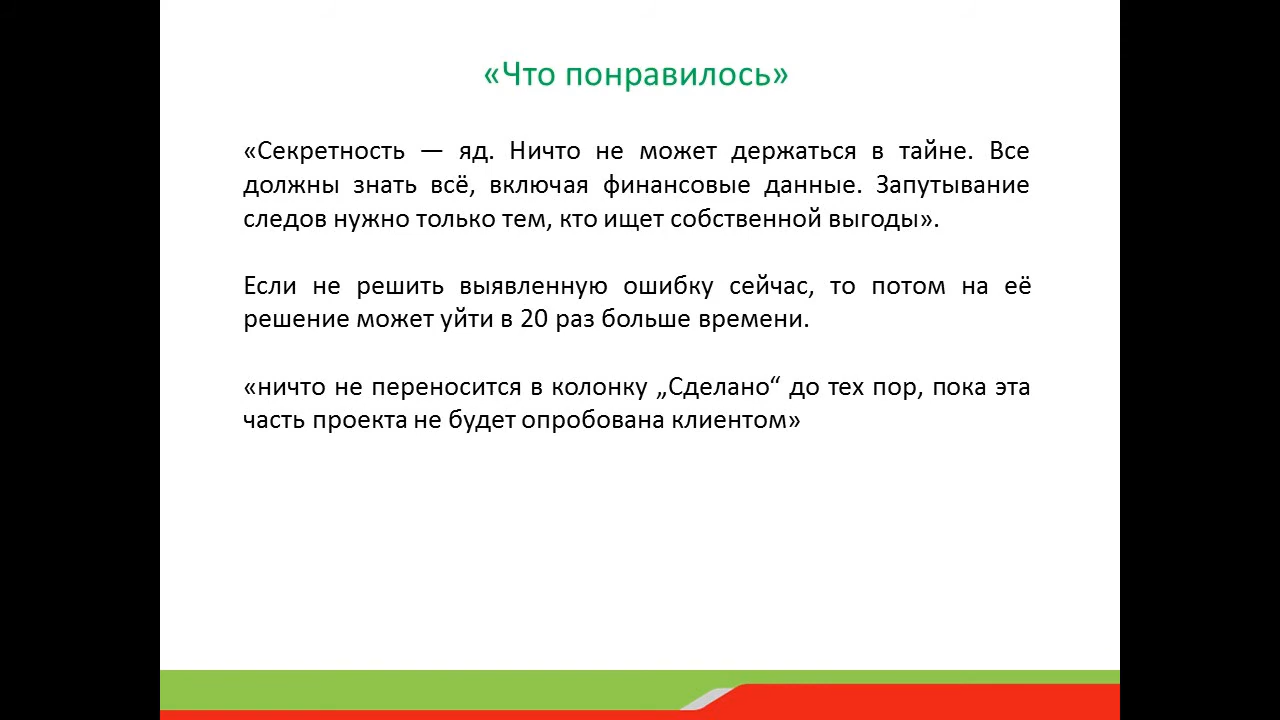 «Что понравилось»
«Секретность — яд. Ничто не может держаться в тайне. Все
должны знать всё, включая финансовые данные. Запутывание
следов нужно только тем, кто ищет собственной выгоды».
Если не решить выявленную ошибку сейчас, то потом на её
решение может уйти в 20 раз больше времени.
«ничто не переносится в колонку „Сделано“ до тех пор, пока эта
часть проекта не будет опробована клиентом»